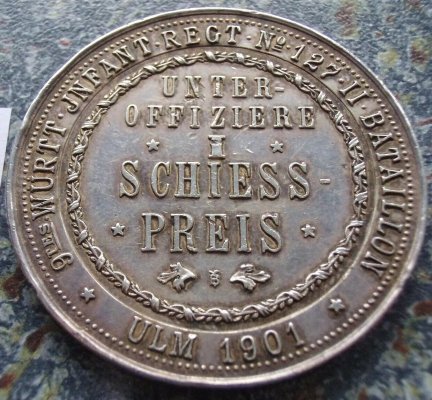 9tes WÜRTT · JNFANT · REGT · No · 127 · II · BATAILLON
UNTER-
OFFIZIERE
I
SCHIESS-
PREIS
ULM 1901